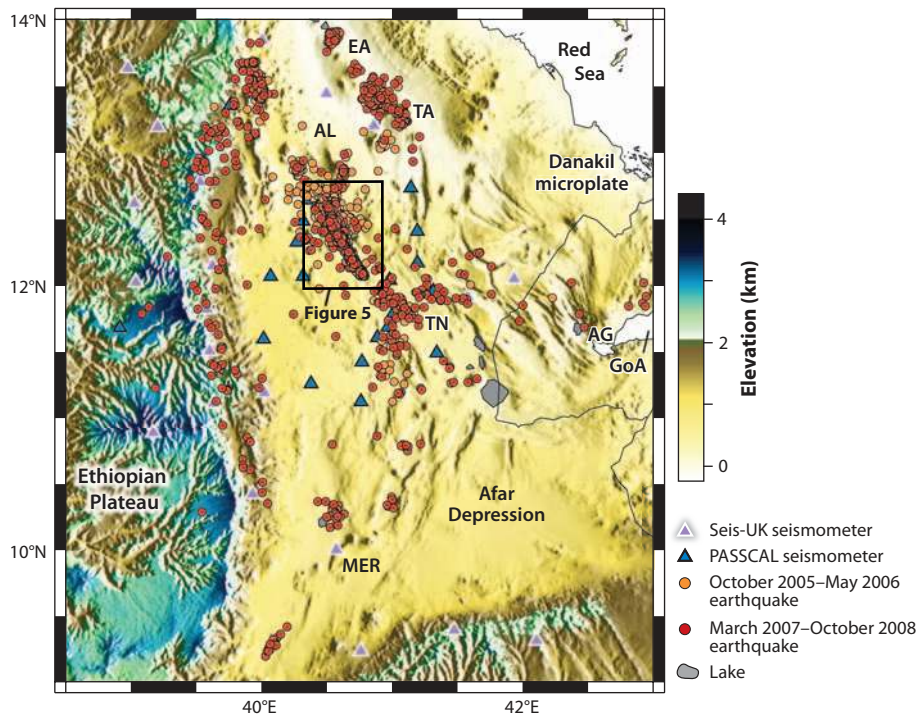 14°N
EA
Red
Sea
TA
AL
Danakil
microplate
12°N
Figure 5
TN
AG
GoA
Ethiopian
Plateau
Afar
Depression
10°N
MER
40°E
42°E
4
2
0
Elevation (km)
Seis-UK seismometer
PASSCAL seismometer
October 2005–May 2006
earthquake
March 2007–October 2008
earthquake
Lake